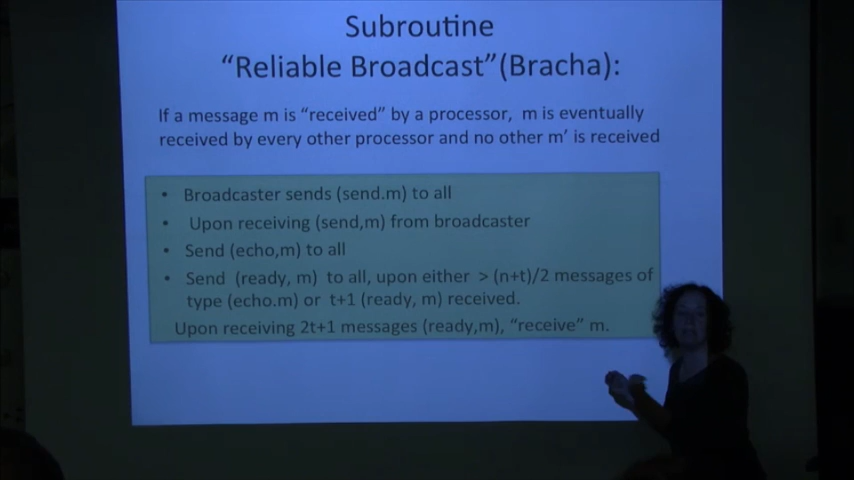 Subroutine
“Reliable Broadcast”(Bracha):
If a message m is “received” by a processor, m is eventually
received by every other processor and no other m’ is received
• Broadcaster sends (send.m) to all
• Upon receiving (send,m) from broadcaster
• Send (echo,m) to all
• Send (ready, m) to all, upon either > (n+t)/2 messages of
type (echo.m) or t+1 (ready, m) received.
Upon receiving 2t+1 messages (ready,m), “receive” m.